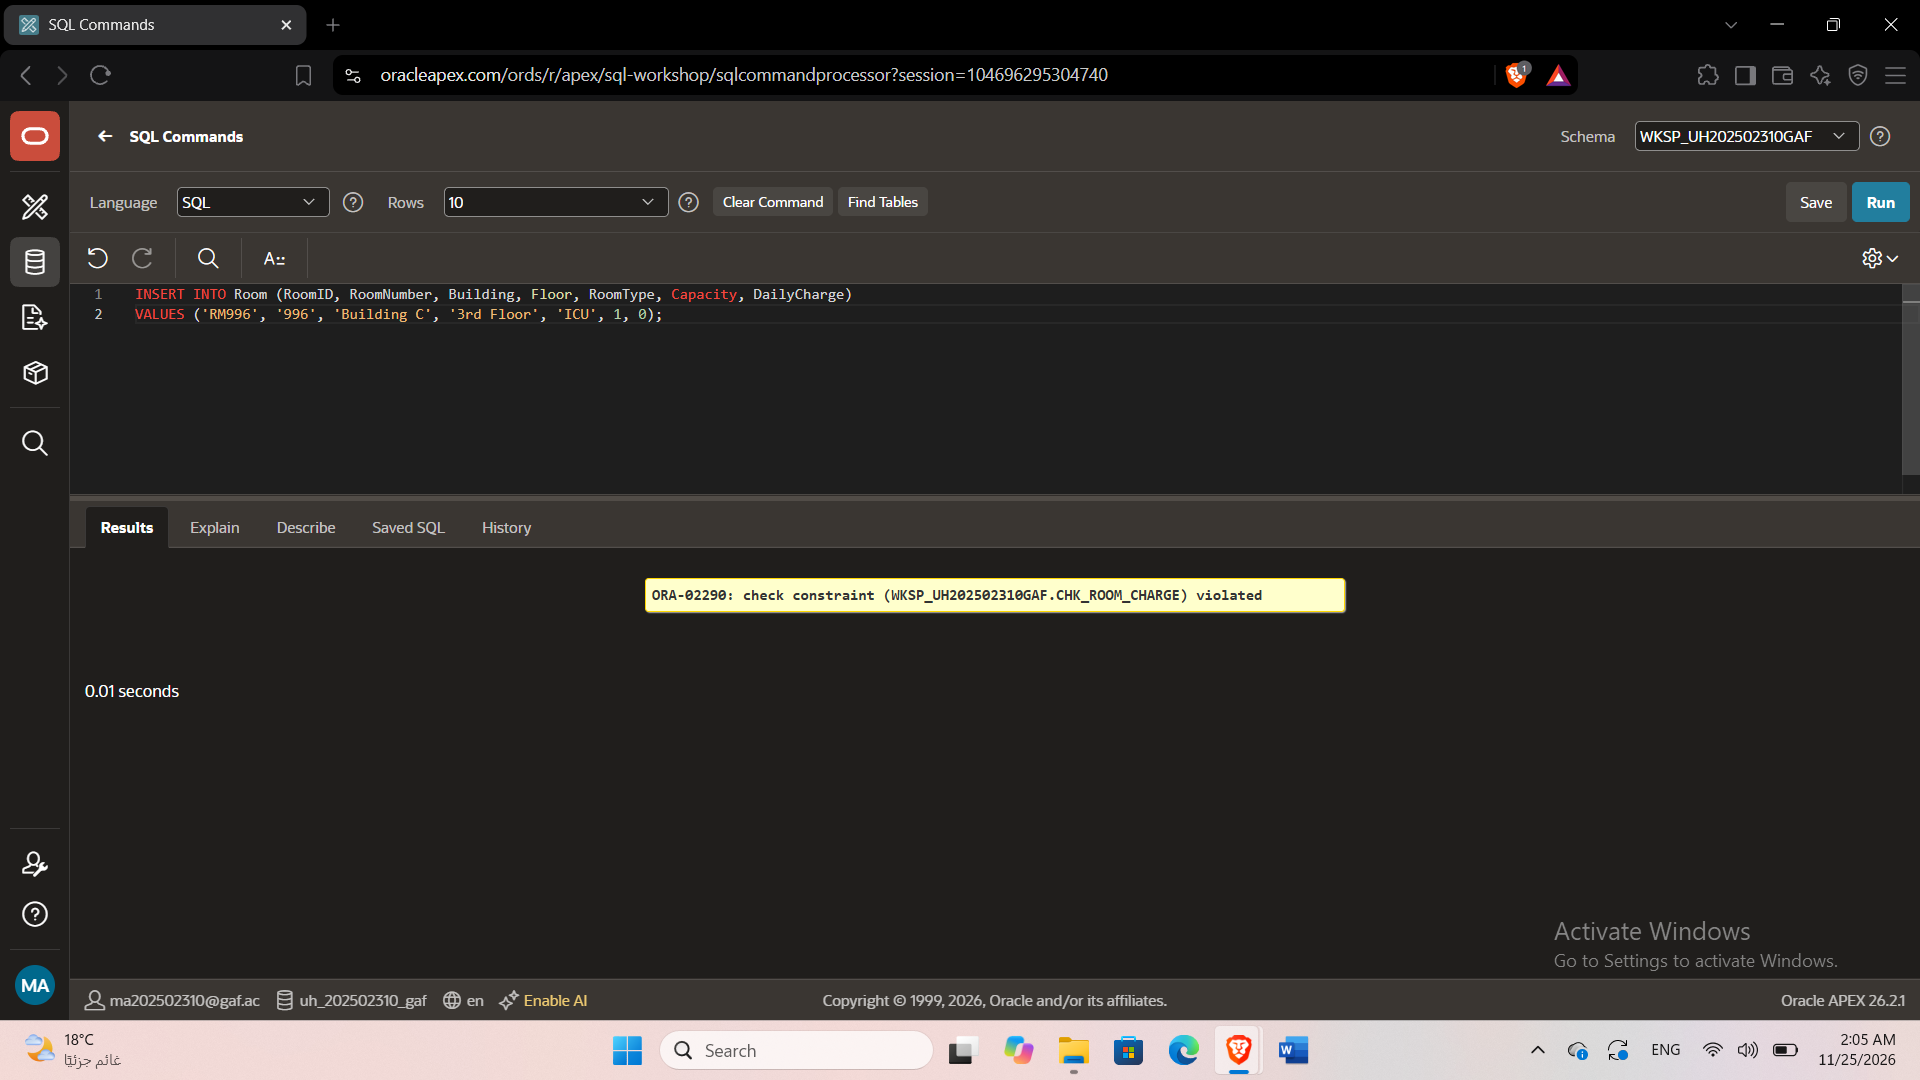 SQL Commands
oracleapex.com/ords/r/apex/sql-workshop/sqlcommandprocessor?session=104696295304740
1
SQL Commands
Schema
WKSP_UH202502310GAF
Language
SQL
Rows
10
Clear Command
Find Tables
Save
Run
A
1 INSERT INTO Room (RoomID, RoomNumber, Building, Floor, RoomType, Capacity, DailyCharge)
2 VALUES ('RM996', '996', 'Building C', '3rd Floor', 'ICU', 1, 0);
Results
Explain
Describe
Saved SQL
History
ORA-02290: check constraint (WKSP_UH202502310GAF.CHK_ROOM_CHARGE) violated
0.01 seconds
Activate Windows
Go to Settings to activate Windows.
MA
ma202502310@gaf.ac
uh_202502310_gaf
en
Enable AI
Copyright © 1999, 2026, Oracle and/or its affiliates.
Oracle APEX 26.2.1
18°C
غائم جزئيًا
Search
W
ENG
2:05 AM
11/25/2026